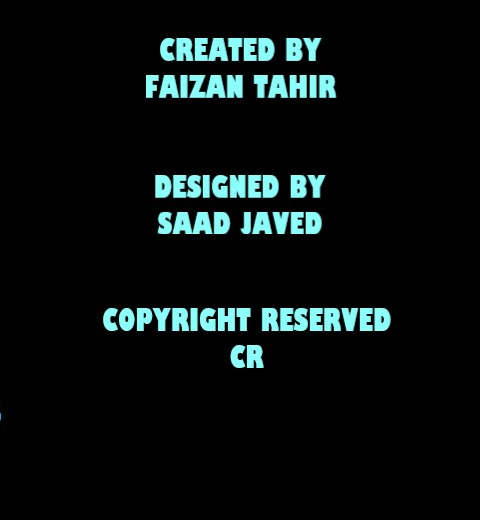 CREATED BY
FAIZAN TAHIR
DESIGNED BY
SAAD JAVED
COPYRIGHT RESERVED
CR